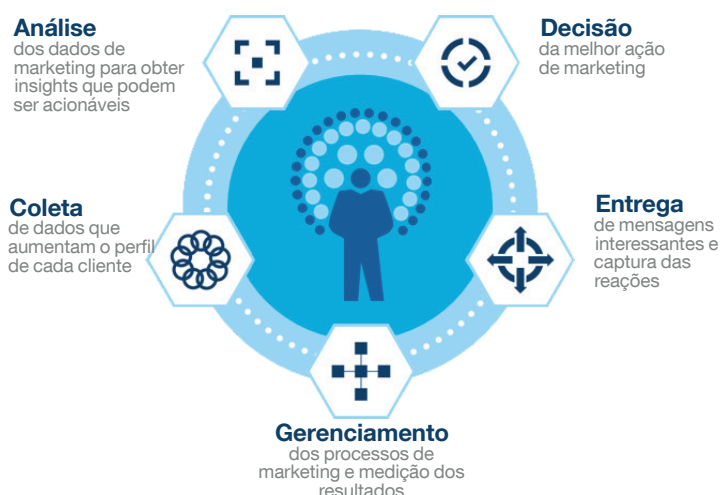 Análise
dos dados de
marketing para obter
insights que podem
ser acionáveis
Decisão
da melhor ação
de marketing
Coleta
de dados que
aumentam o perfil
de cada cliente
Entrega
de mensagens
interessantes e
captura das
reações
Gerenciamento
dos processos de
marketing e medição dos
resultados